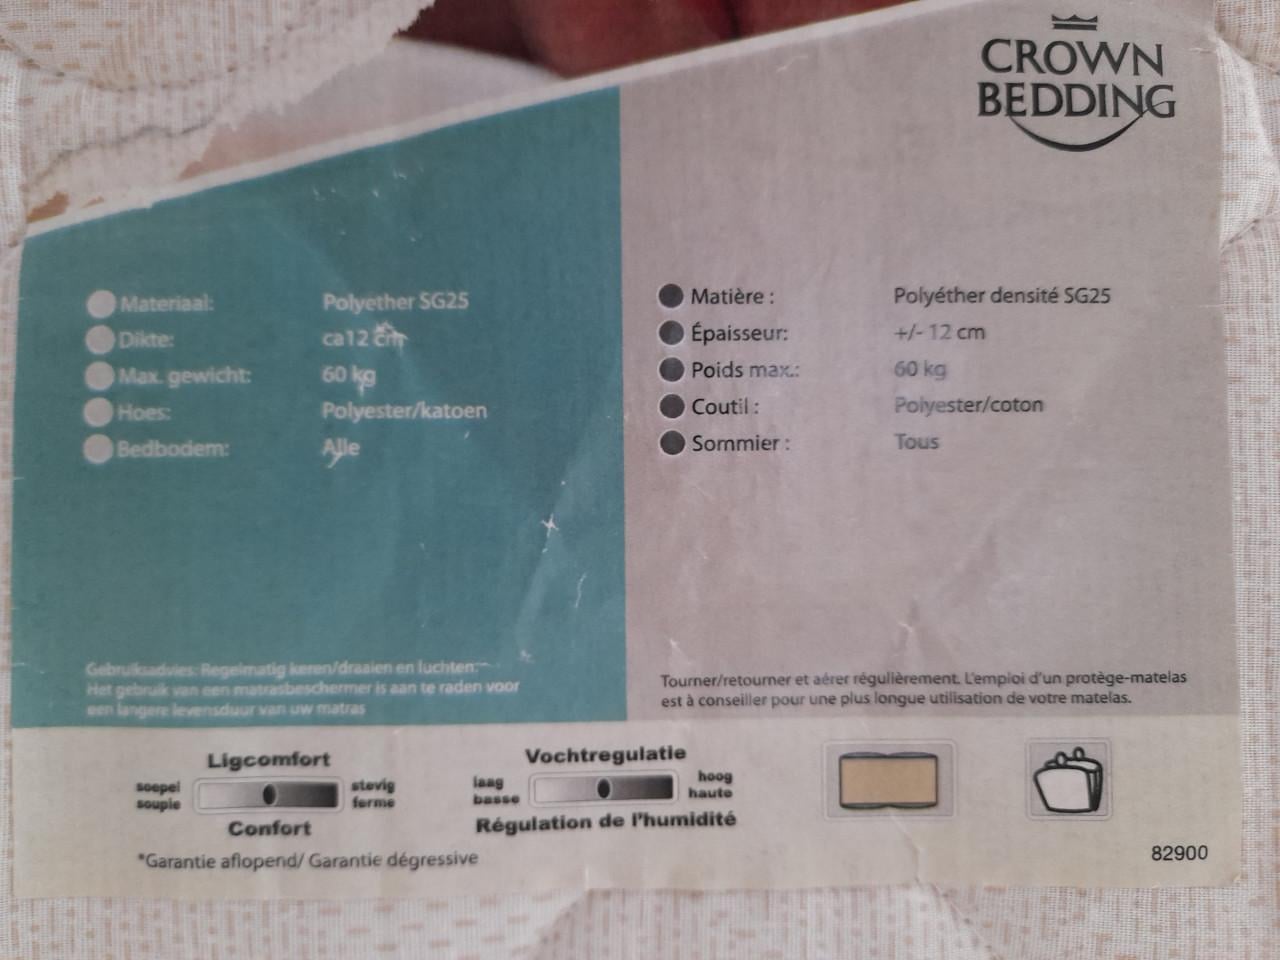 CROWN
BEDDING
Materiaal: Polyether SG25
Dikte: ca12 cm
Max. gewicht: 60 kg
Hoes: Polyester/katoen
Bedbodem: Alle
Matière : Polyéther densité SG25
Épaisseur: +/- 12 cm
Poids max.: 60 kg
Coutil : Polyester/coton
Sommier : Tous
Gebruiksadvies: Regelmatig keren/draaien en luchten.
Het gebruik van een matrasbeschermer is aan te raden voor
een langere levensduur van uw matras
Tourner/retourner et aérer régulièrement. L'emploi d'un protège-matelas
est à conseiller pour une plus longue utilisation de votre matelas.
Ligcomfort
soepel stevig
souple ferme
Confort
Vochtregulatie
laag hoog
basse haute
Régulation de l'humidité
*Garantie aflopend/ Garantie dégressive
82900